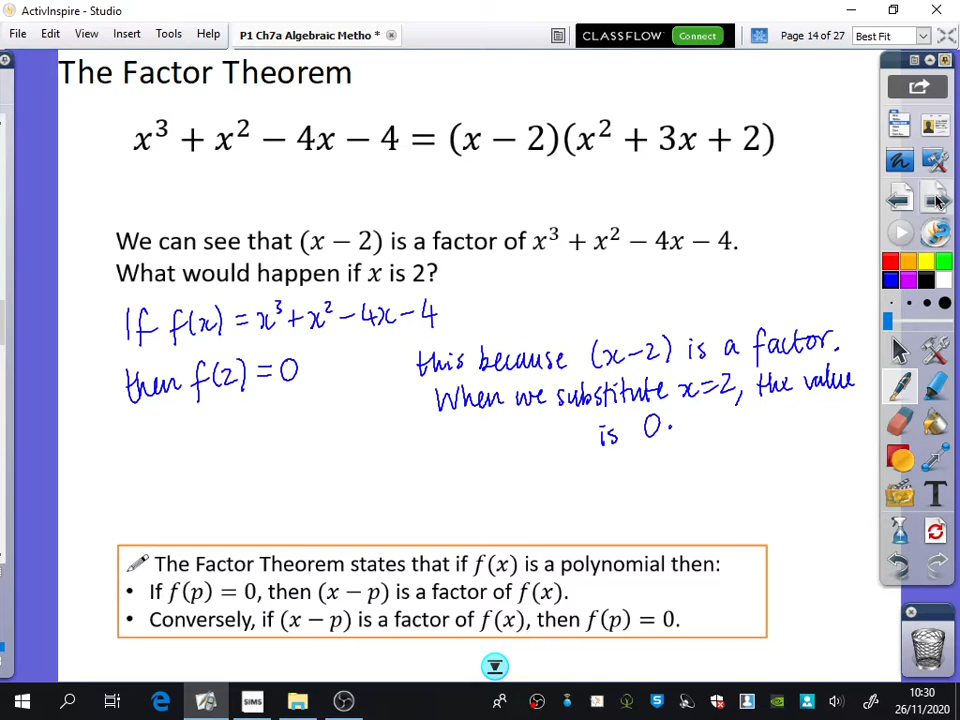 ActivInspire - Studio
File Edit View Insert Tools Help P1 Ch7a Algebraic Metho * CLASSFLOW Connect Page 14 of 27 Best Fit
The Factor Theorem
x³ + x² − 4x − 4 = (x − 2)(x² + 3x + 2)
We can see that (x − 2) is a factor of x³ + x² − 4x − 4.
What would happen if x is 2?
If f(x) = x³ + x² − 4x − 4
then f(2) = 0
this because (x−2) is a factor.
When we substitute x=2, the value
is 0.
The Factor Theorem states that if f(x) is a polynomial then:
• If f(p) = 0, then (x − p) is a factor of f(x).
• Conversely, if (x − p) is a factor of f(x), then f(p) = 0.
SIMS
10:30
26/11/2020